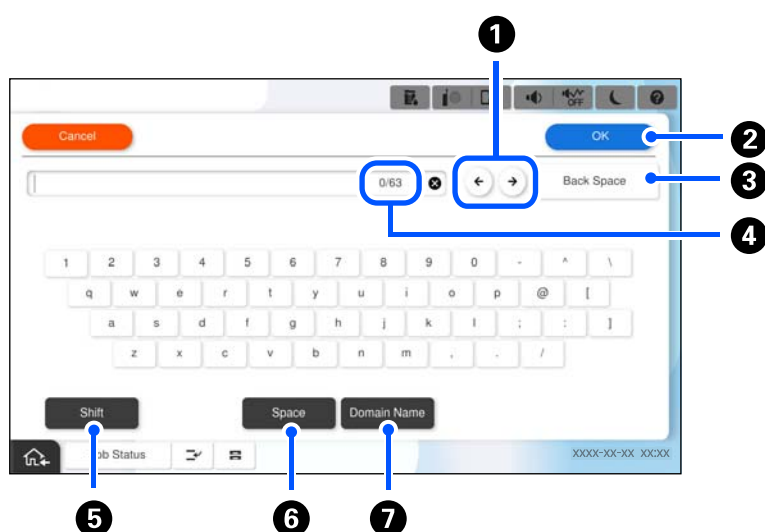 1
OFF
Cancel
OK
2
0/63
Back Space
3
4
1 2 3 4 5 6 7 8 9 0 - ^ \
q w e r t y u i o p @ [
a s d f g h j k l ; : ]
z x c v b n m , . /
Shift
Space
Domain Name
Status
XXXX-XX-XX XX:XX
5
6
7